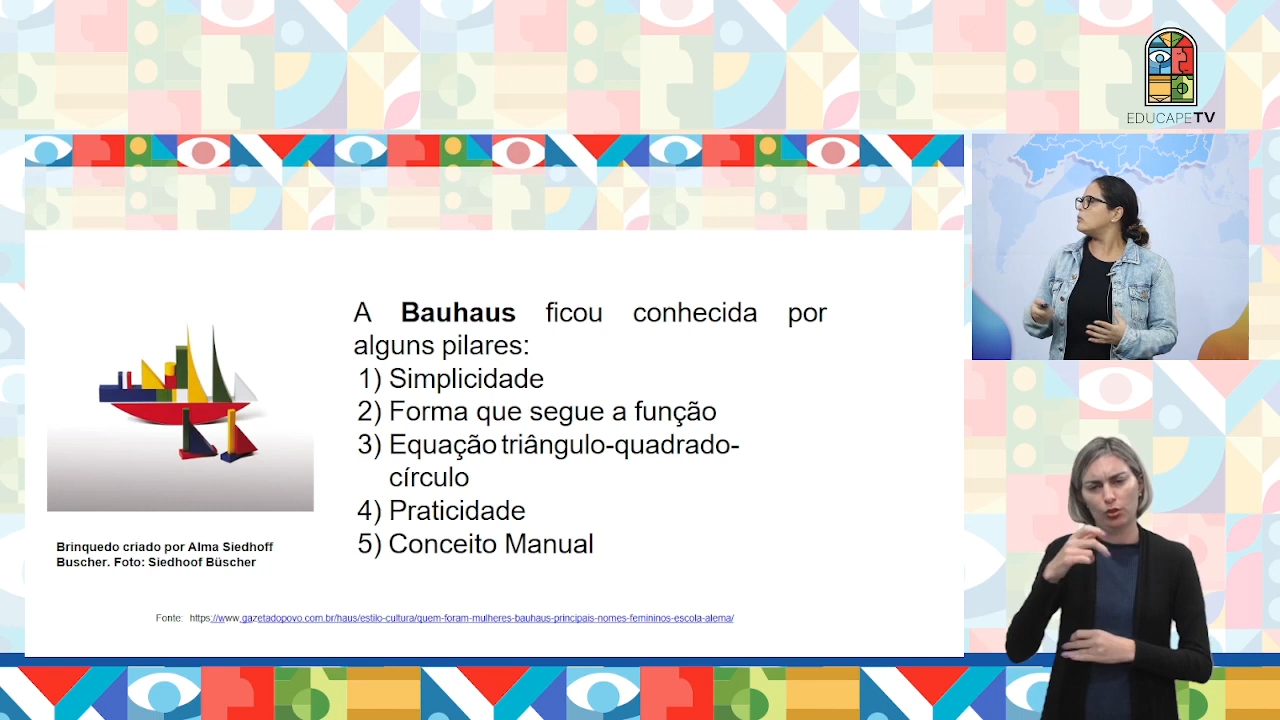 EDUCAPETV
A Bauhaus ficou conhecida por
alguns pilares:
1) Simplicidade
2) Forma que segue a função
3) Equação triângulo-quadrado-
círculo
4) Praticidade
5) Conceito Manual
Brinquedo criado por Alma Siedhoff
Buscher. Foto: Siedhoof Büscher
Fonte: https://www.gazetadopovo.com.br/haus/estilo-cultura/quem-foram-mulheres-bauhaus-principais-nomes-femininos-escola-alema/